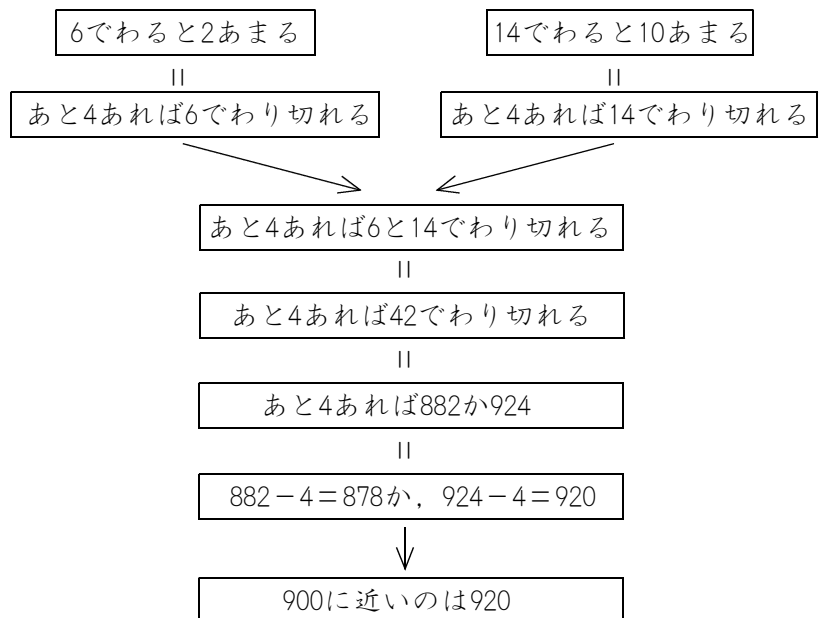 6でわると2あまる
14でわると10あまる
=
=
あと4あれば6でわり切れる
あと4あれば14でわり切れる
あと4あれば6と14でわり切れる
=
あと4あれば42でわり切れる
=
あと4あれば882か924
=
882-4=878か, 924-4=920
900に近いのは920